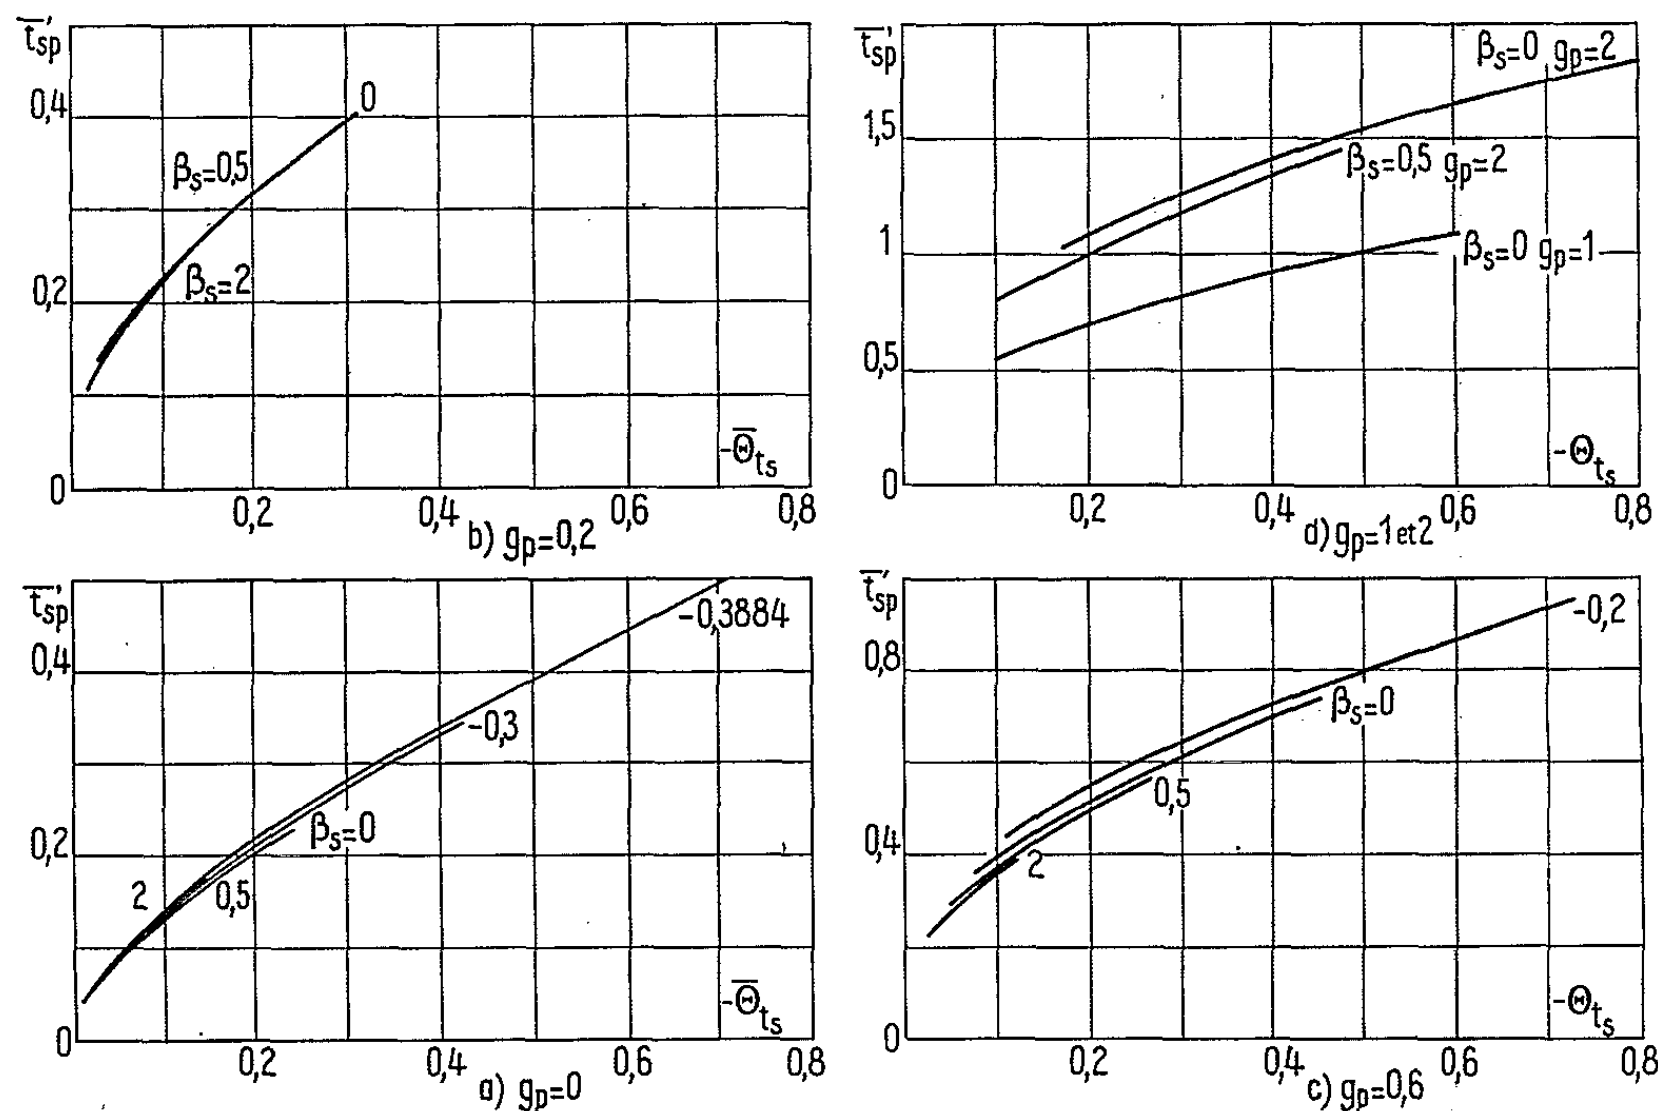 t̅'sp
0,4
0
βs=0,5
βs=2
0,2
-Θ̅ts
0
0,2
0,4
0,6
0,8
b) gp=0,2
t̅'sp
βs=0 gp=2
1,5
βs=0,5 gp=2
1
βs=0 gp=1
0,5
-Θts
0
0,2
0,4
0,6
0,8
d) gp=1 et 2
t̅'sp
-0,3884
0,4
-0,3
βs=0
0,2
2
0,5
-Θ̅ts
0
0,2
0,4
0,6
0,8
a) gp=0
t̅'sp
-0,2
0,8
βs=0
0,5
0,4
2
-Θts
0
0,2
0,4
0,6
0,8
c) gp=0,6